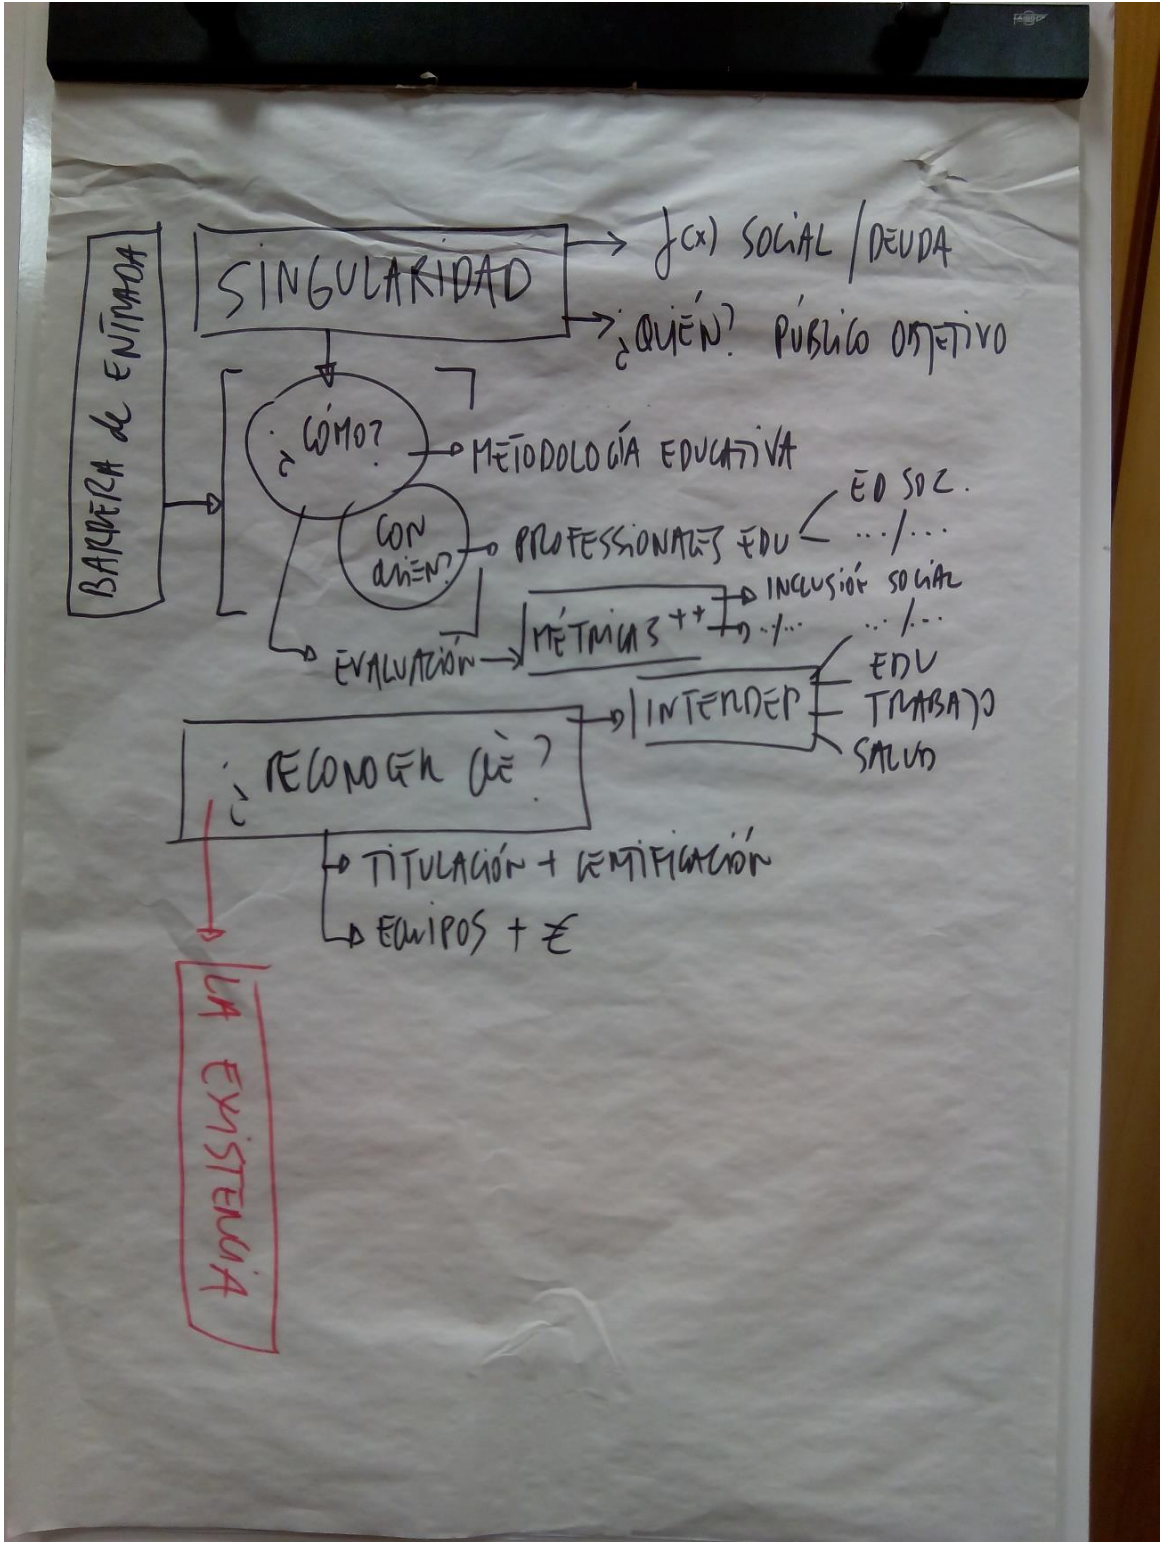 BARRERA de ENTRADA
SINGULARIDAD
f(x) SOCIAL / DEUDA
¿QUIÉN? PÚBLICO OBJETIVO
¿CÓMO?
METODOLOGÍA EDUCATIVA
CON
QUIÉN?
PROFESSIONALES EDU
ED SOC.
.../...
EVALUACIÓN
MÉTRICAS ++
INCLUSIÓN SOCIAL
../..
INTERDEP
.../...
EDU
TRABAJO
SALUD
¿RECONOCER QUÈ?
TITULACIÓN + CERTIFICACIÓN
EQUIPOS + €
LA EXISTENCIA